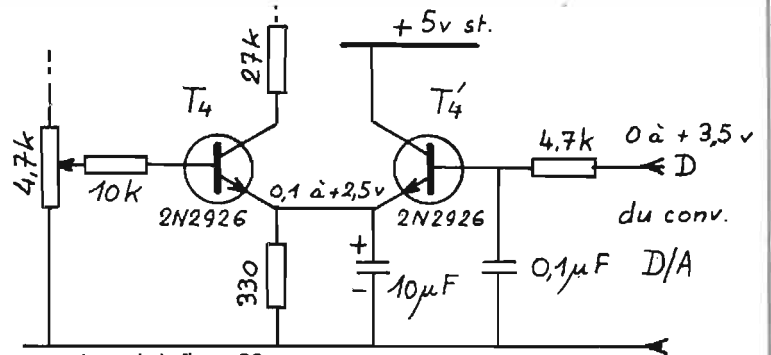 + 5v st.
27k
T4
T4'
4,7k
0 à + 3,5 v
4,7k
10k
D
2N2926
0,1 à +2,5v
2N2926
du conv.
330
+
-
10µF
0,1µF
D/A